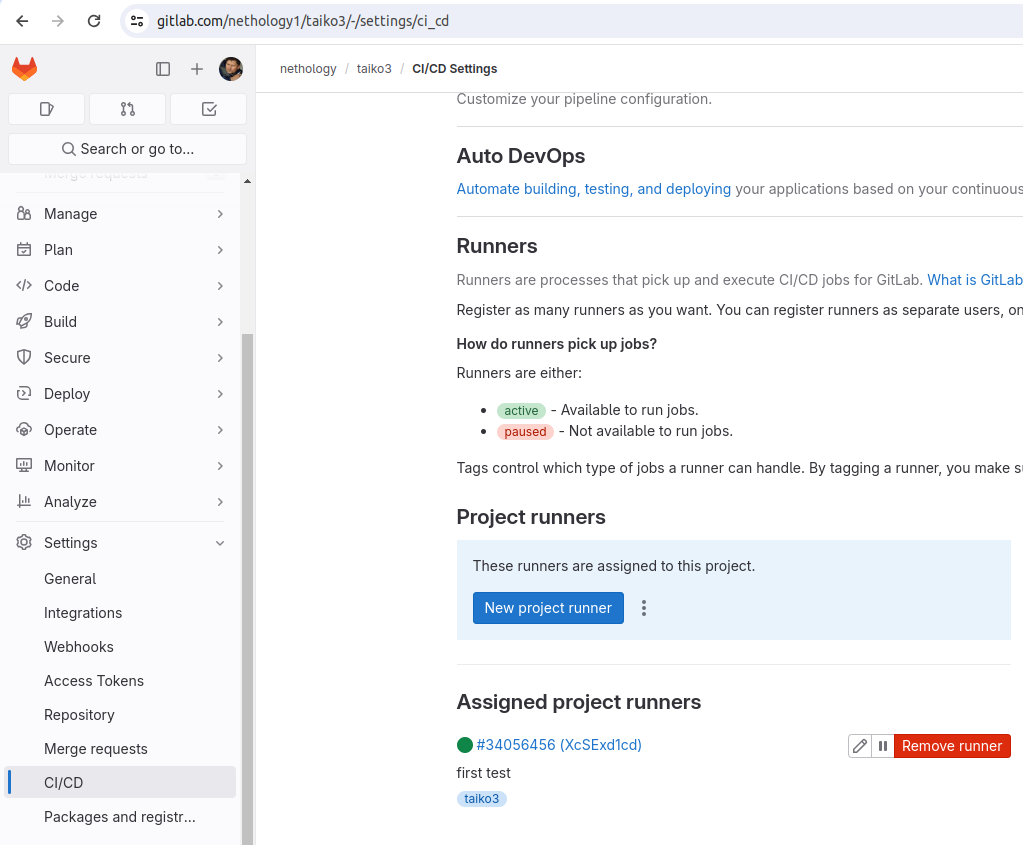 gitlab.com/nethology1/taiko3/-/settings/ci_cd
nethology / taiko3 / CI/CD Settings
Search or go to...
Merge requests
Manage
Plan
Code
Build
Secure
Deploy
Operate
Monitor
Analyze
Settings
General
Integrations
Webhooks
Access Tokens
Repository
Merge requests
CI/CD
Packages and registr...
Customize your pipeline configuration.
Auto DevOps
Automate building, testing, and deploying your applications based on your continuous
Runners
Runners are processes that pick up and execute CI/CD jobs for GitLab. What is GitLab
Register as many runners as you want. You can register runners as separate users, on
How do runners pick up jobs?
Runners are either:
active - Available to run jobs.
paused - Not available to run jobs.
Tags control which type of jobs a runner can handle. By tagging a runner, you make
Project runners
These runners are assigned to this project.
New project runner
Assigned project runners
#34056456 (XcSExd1cd)
Remove runner
first test
taiko3